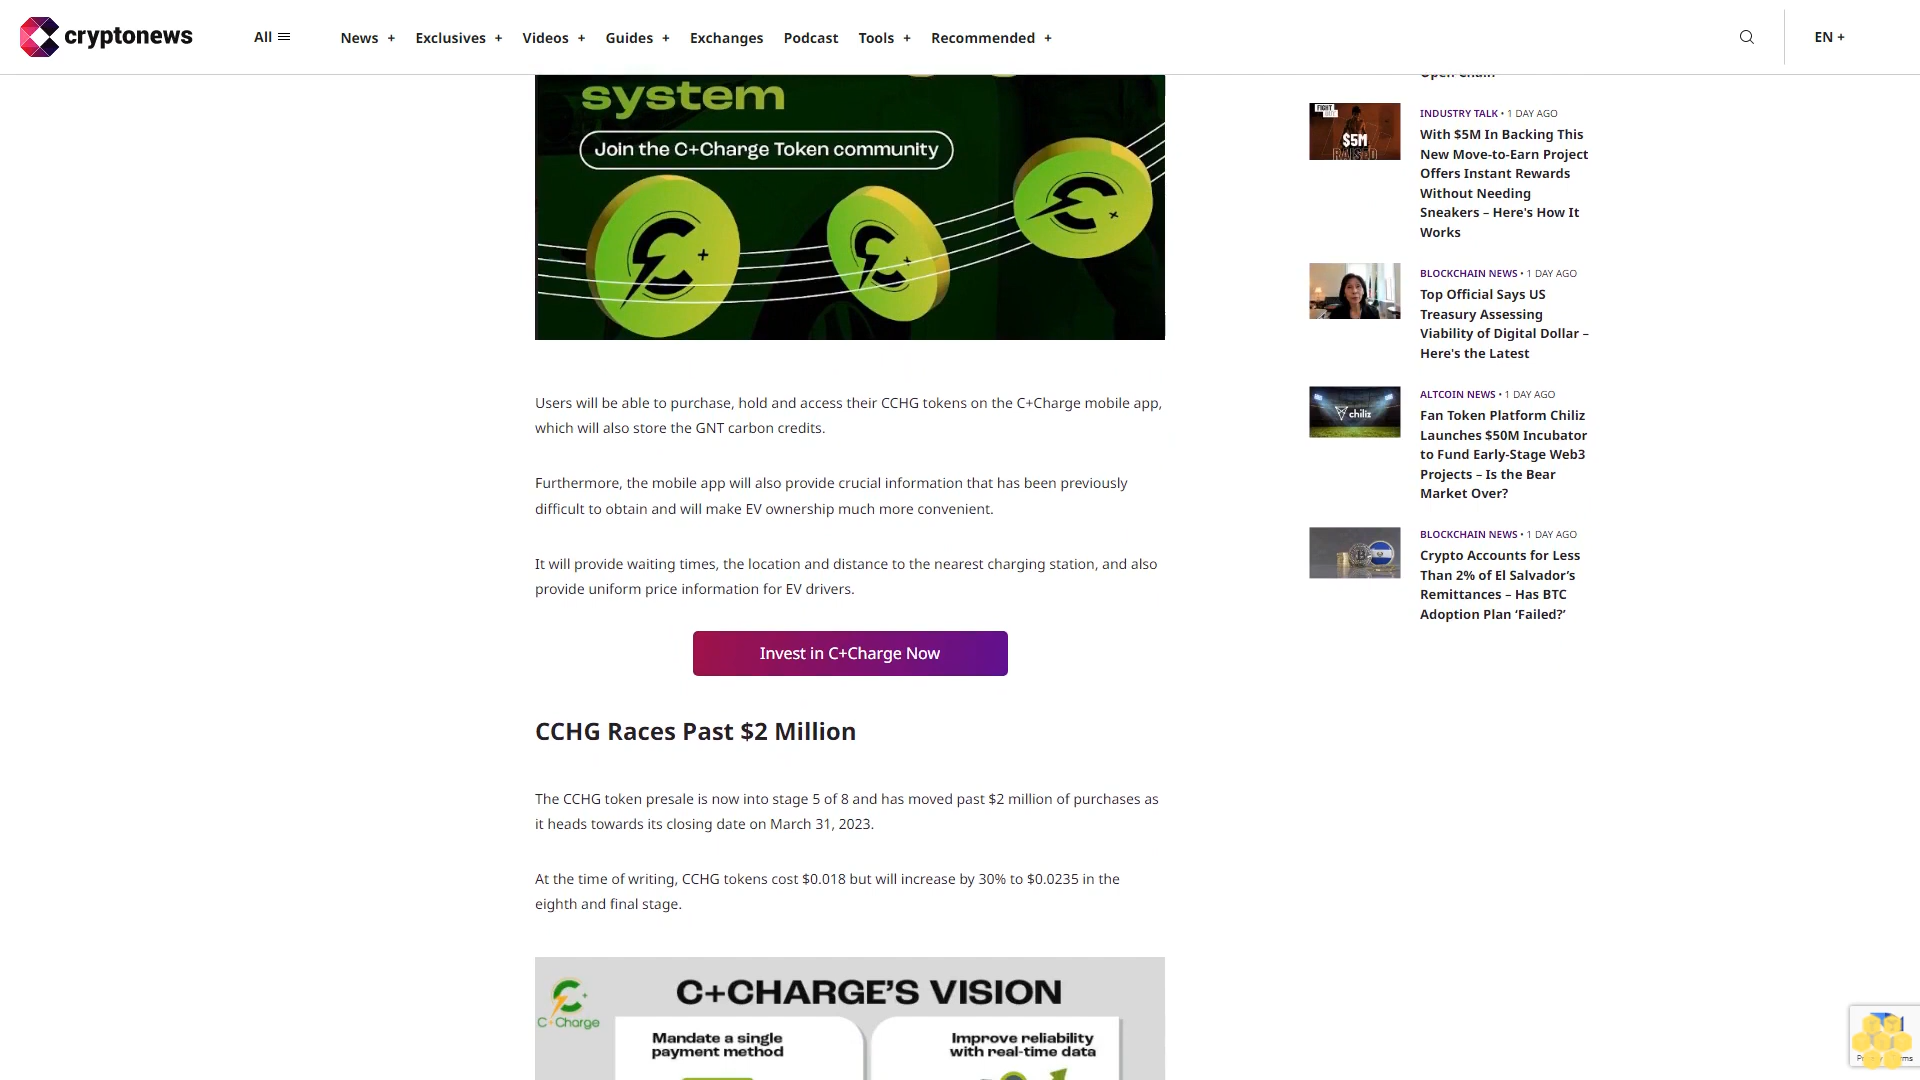 cryptonews
All
News +
Exclusives +
Videos +
Guides +
Exchanges
Podcast
Tools +
Recommended +
EN +
system
Join the C+Charge Token community
Users will be able to purchase, hold and access their CCHG tokens on the C+Charge mobile app,
which will also store the GNT carbon credits.
Furthermore, the mobile app will also provide crucial information that has been previously
difficult to obtain and will make EV ownership much more convenient.
It will provide waiting times, the location and distance to the nearest charging station, and also
provide uniform price information for EV drivers.
Invest in C+Charge Now
CCHG Races Past $2 Million
The CCHG token presale is now into stage 5 of 8 and has moved past $2 million of purchases as
it heads towards its closing date on March 31, 2023.
At the time of writing, CCHG tokens cost $0.018 but will increase by 30% to $0.0235 in the
eighth and final stage.
C+Charge
C+CHARGE'S VISION
Mandate a single
payment method
Improve reliability
with real-time data
Open Chain
FIGHT
$5M
RAISED
INDUSTRY TALK • 1 DAY AGO
With $5M In Backing This
New Move-to-Earn Project
Offers Instant Rewards
Without Needing
Sneakers – Here's How It
Works
BLOCKCHAIN NEWS • 1 DAY AGO
Top Official Says US
Treasury Assessing
Viability of Digital Dollar –
Here's the Latest
chiliz
ALTCOIN NEWS • 1 DAY AGO
Fan Token Platform Chiliz
Launches $50M Incubator
to Fund Early-Stage Web3
Projects – Is the Bear
Market Over?
BLOCKCHAIN NEWS • 1 DAY AGO
Crypto Accounts for Less
Than 2% of El Salvador’s
Remittances – Has BTC
Adoption Plan ‘Failed?’